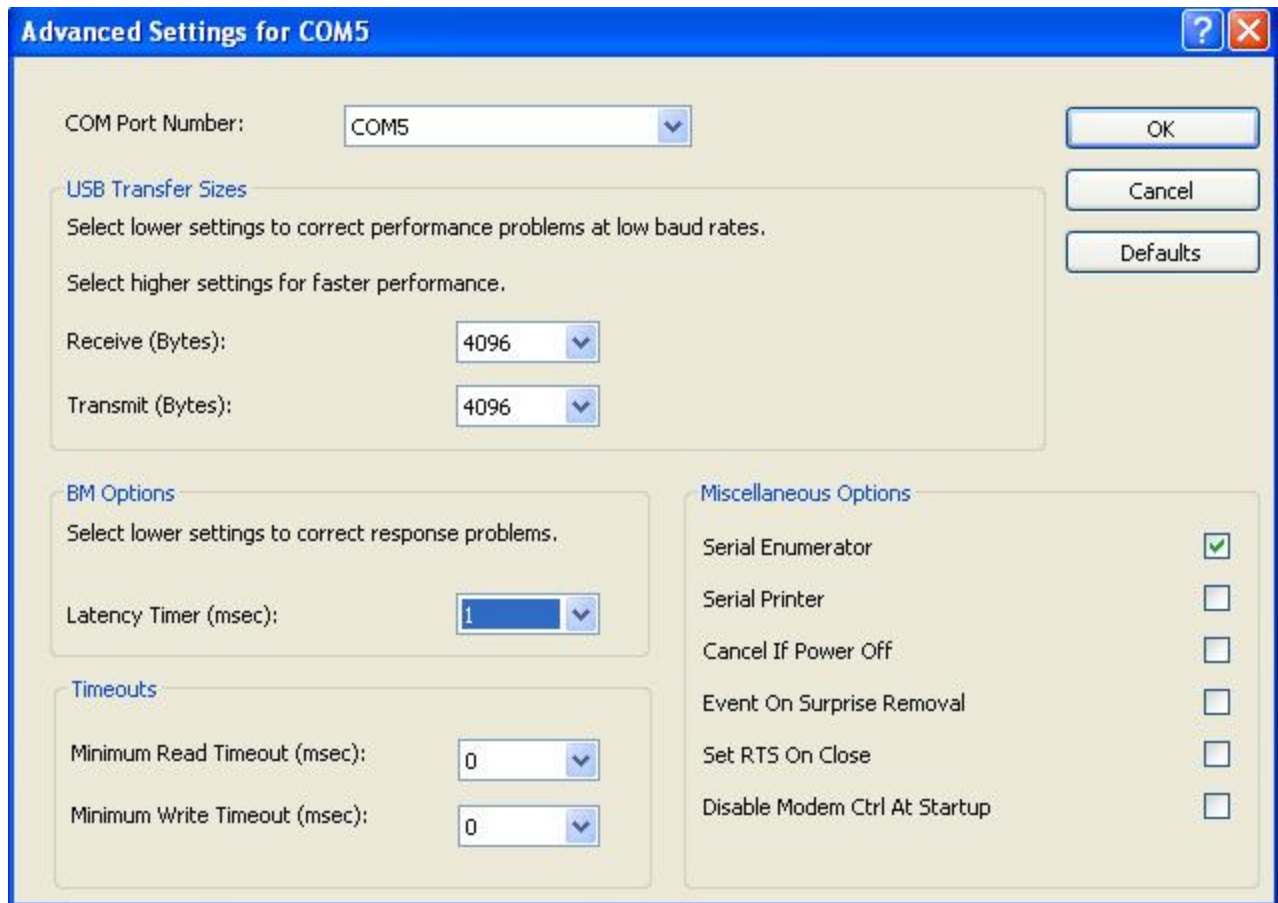 Advanced Settings for COM5
COM Port Number:
COM5
OK
Cancel
Defaults
USB Transfer Sizes
Select lower settings to correct performance problems at low baud rates.
Select higher settings for faster performance.
Receive (Bytes):
4096
Transmit (Bytes):
4096
BM Options
Select lower settings to correct response problems.
Latency Timer (msec):
1
Timeouts
Minimum Read Timeout (msec):
0
Minimum Write Timeout (msec):
0
Miscellaneous Options
Serial Enumerator
Serial Printer
Cancel If Power Off
Event On Surprise Removal
Set RTS On Close
Disable Modem Ctrl At Startup